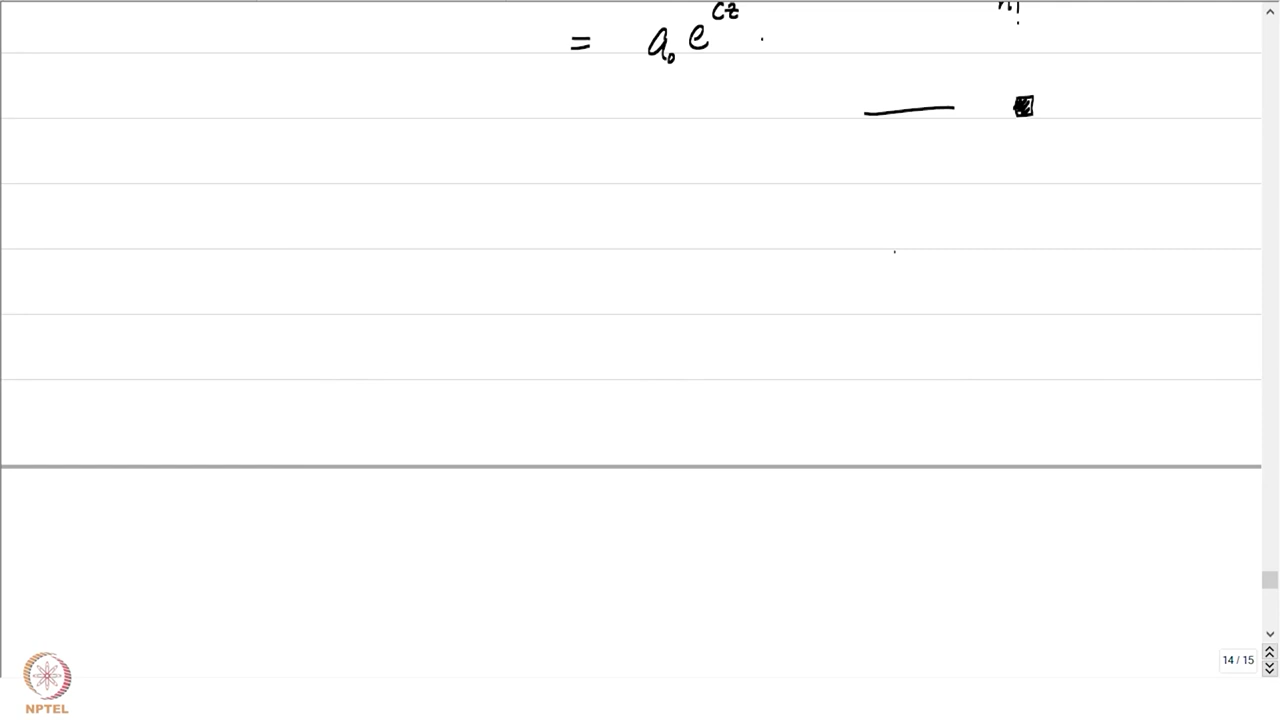 n!
= a₀ e^{cz} .
14 / 15
NPTEL